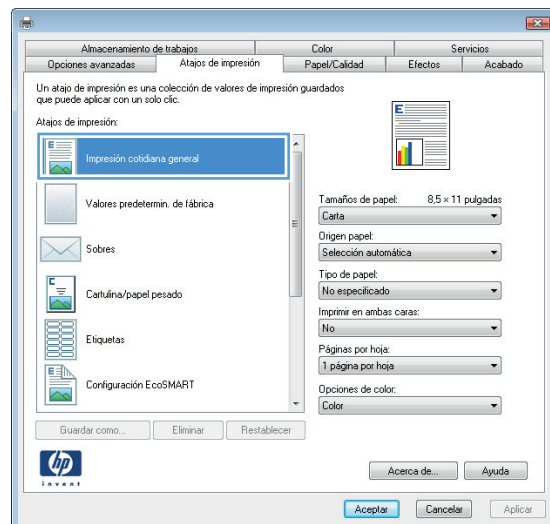 Almacenamiento de trabajos Color Servicios
Opciones avanzadas Atajos de impresión Papel/Calidad Efectos Acabado
Un atajo de impresión es una colección de valores de impresión guardados
que puede aplicar con un solo clic.
Atajos de impresión:
Impresión cotidiana general
Valores predetermin. de fábrica
Sobres
Cartulina/papel pesado
Etiquetas
Configuración EcoSMART
E
E
C
E
Tamaños de papel: 8,5 × 11 pulgadas
Carta
Origen papel:
Selección automática
Tipo de papel:
No especificado
Imprimir en ambas caras:
No
Páginas por hoja:
1 página por hoja
Opciones de color:
Color
Guardar como... Eliminar Restablecer
hp
invent
Acerca de... Ayuda
Aceptar Cancelar Aplicar